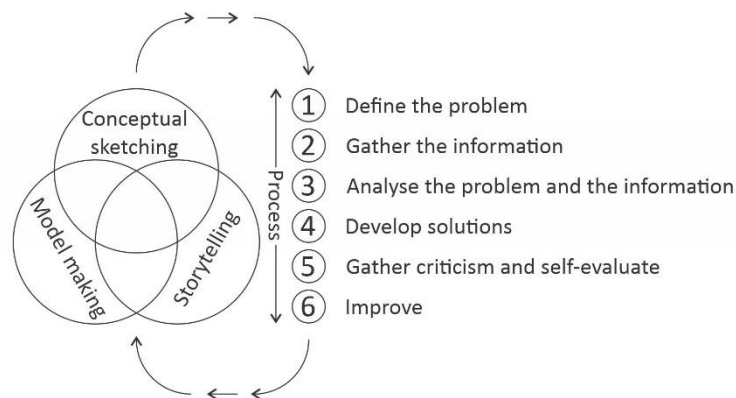 Conceptual
sketching
Model making
Storytelling
Process
1 Define the problem
2 Gather the information
3 Analyse the problem and the information
4 Develop solutions
5 Gather criticism and self-evaluate
6 Improve